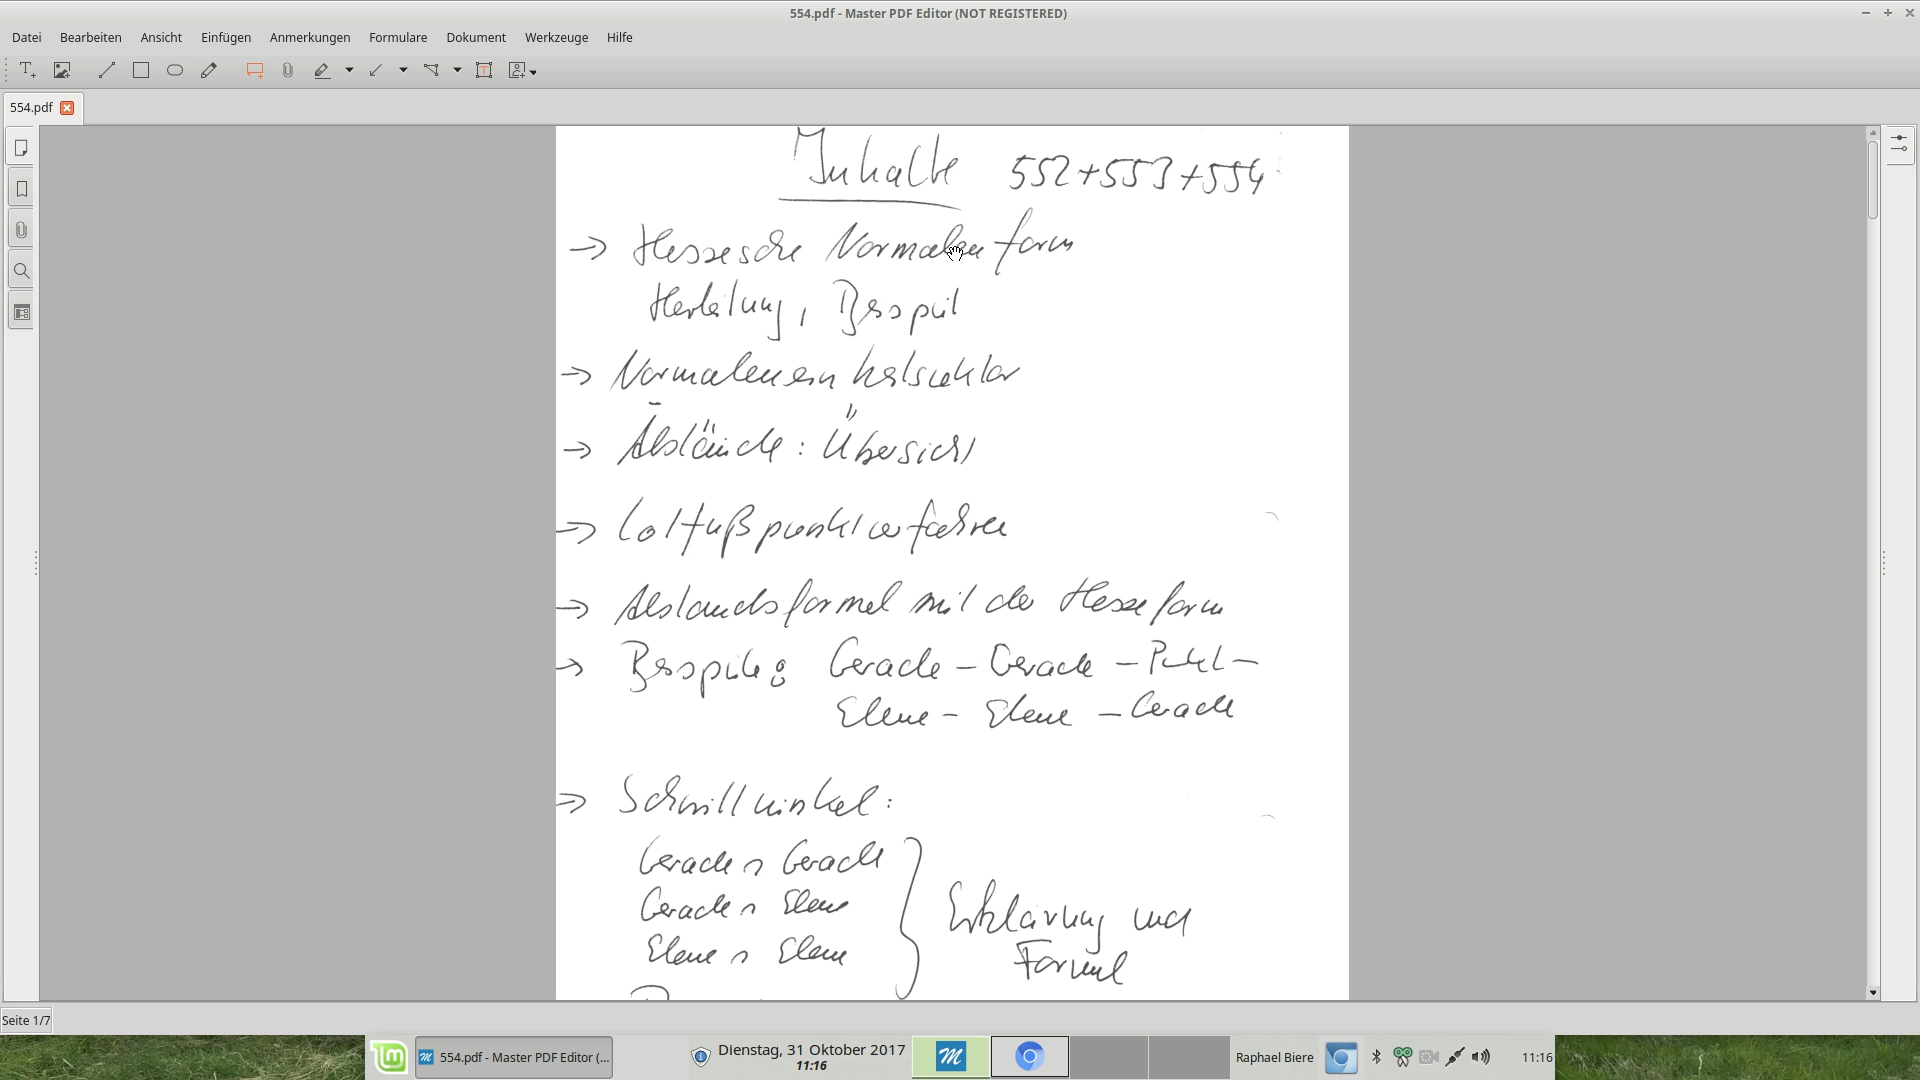 554.pdf - Master PDF Editor (NOT REGISTERED)
Datei Bearbeiten Ansicht Einfügen Anmerkungen Formulare Dokument Werkzeuge Hilfe
554.pdf
Inhalte 552+553+554
→ Hessesche Normalenform
Herleitung, Beispiel
→ Normaleneinheitsvektor
→ Abstände: Übersicht
→ Lotfußpunktverfahren
→ Abstandsformel mit der Hesseform
→ Beispiele: Gerade – Gerade – Punkt –
Ebene – Ebene – Gerade
→ Schnittwinkel:
Gerade ∩ Gerade
Gerade ∩ Ebene
Ebene ∩ Ebene
Erklärung und
Formel
Seite 1/7
554.pdf - Master PDF Editor (...
Dienstag, 31 Oktober 2017
11:16
Raphael Biere
11:16